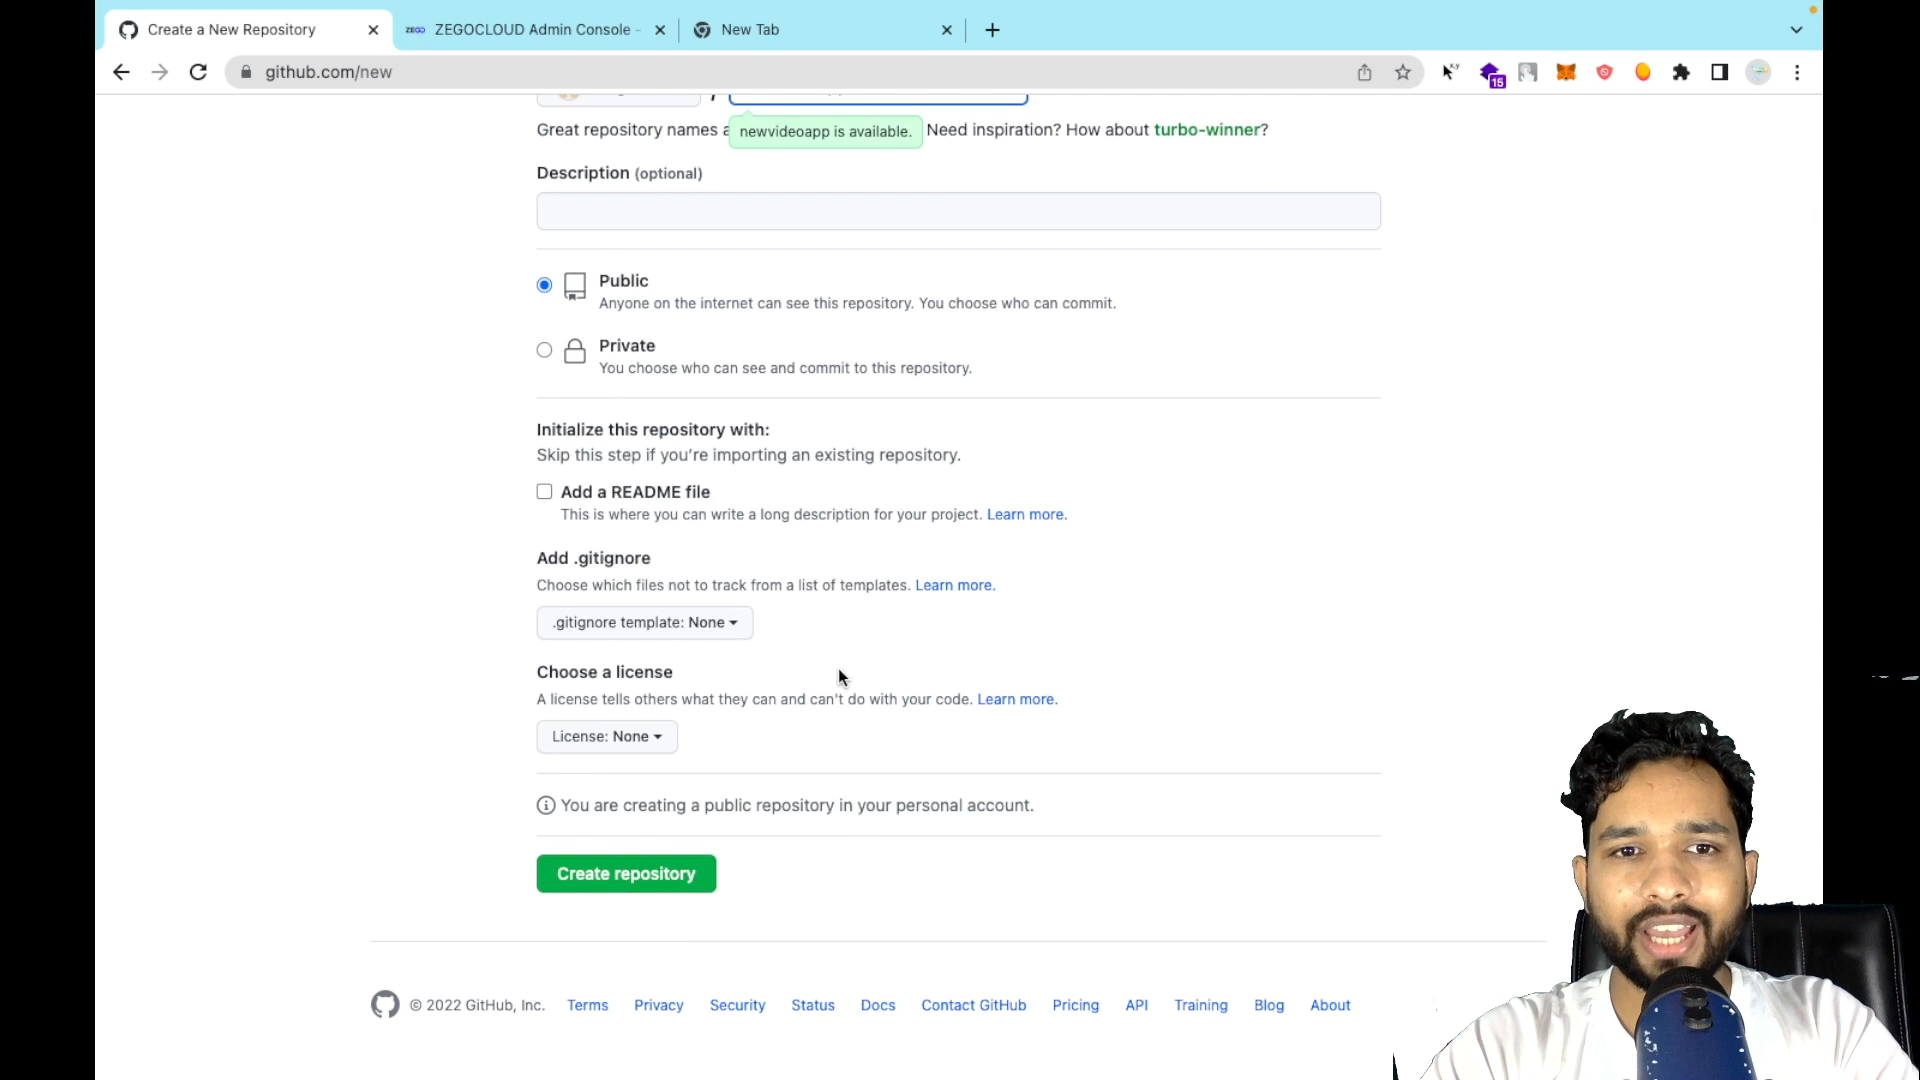 Create a New Repository
ZEGOCLOUD Admin Console -
New Tab
github.com/new
15
Great repository names a
newvideoapp is available.
Need inspiration? How about turbo-winner?
Description (optional)
Public
Anyone on the internet can see this repository. You choose who can commit.
Private
You choose who can see and commit to this repository.
Initialize this repository with:
Skip this step if you're importing an existing repository.
Add a README file
This is where you can write a long description for your project. Learn more.
Add .gitignore
Choose which files not to track from a list of templates. Learn more.
.gitignore template: None
Choose a license
A license tells others what they can and can't do with your code. Learn more.
License: None
You are creating a public repository in your personal account.
Create repository
© 2022 GitHub, Inc. Terms Privacy Security Status Docs Contact GitHub Pricing API Training Blog About